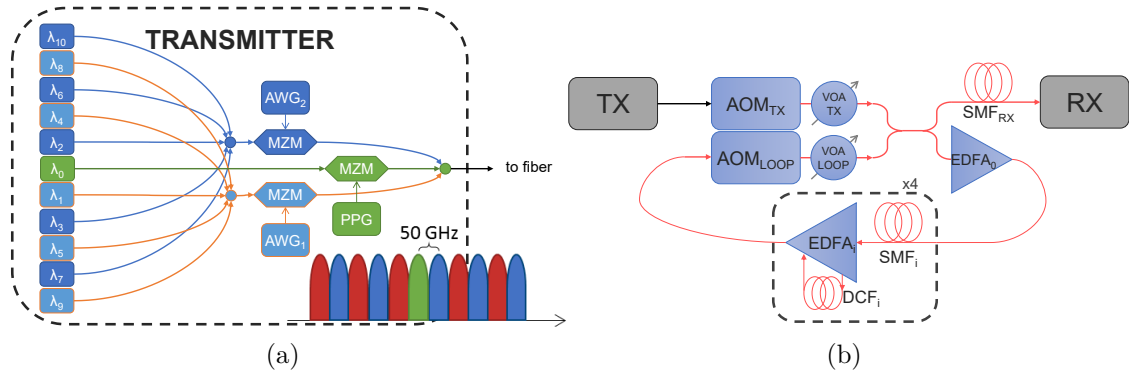 TRANSMITTER
λ10
λ8
λ6
λ4
λ2
λ0
λ1
λ3
λ5
λ7
λ9
AWG2
MZM
MZM
MZM
PPG
AWG1
to fiber
50 GHz
(a)
TX
AOMTX
VOA
TX
AOMLOOP
VOA
LOOP
SMFRX
RX
EDFA0
x4
EDFAi
SMFi
DCFi
(b)